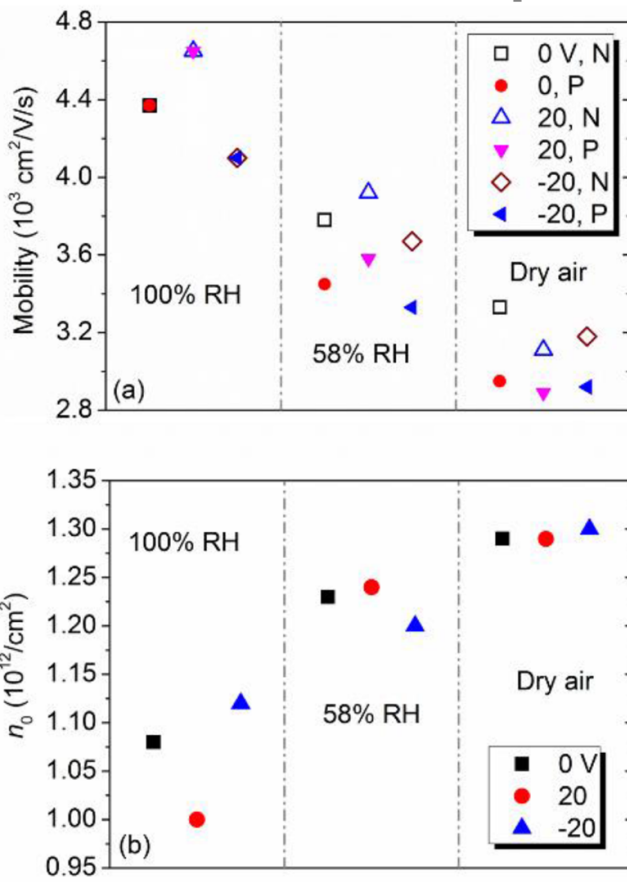 4.8
4.4
4.0
3.6
3.2
2.8
Mobility (10³ cm²/V/s)
0 V, N
0, P
20, N
20, P
-20, N
-20, P
100% RH
58% RH
Dry air
(a)
1.35
1.30
1.25
1.20
1.15
1.10
1.05
1.00
0.95
n₀ (10¹²/cm²)
100% RH
58% RH
Dry air
0 V
20
-20
(b)